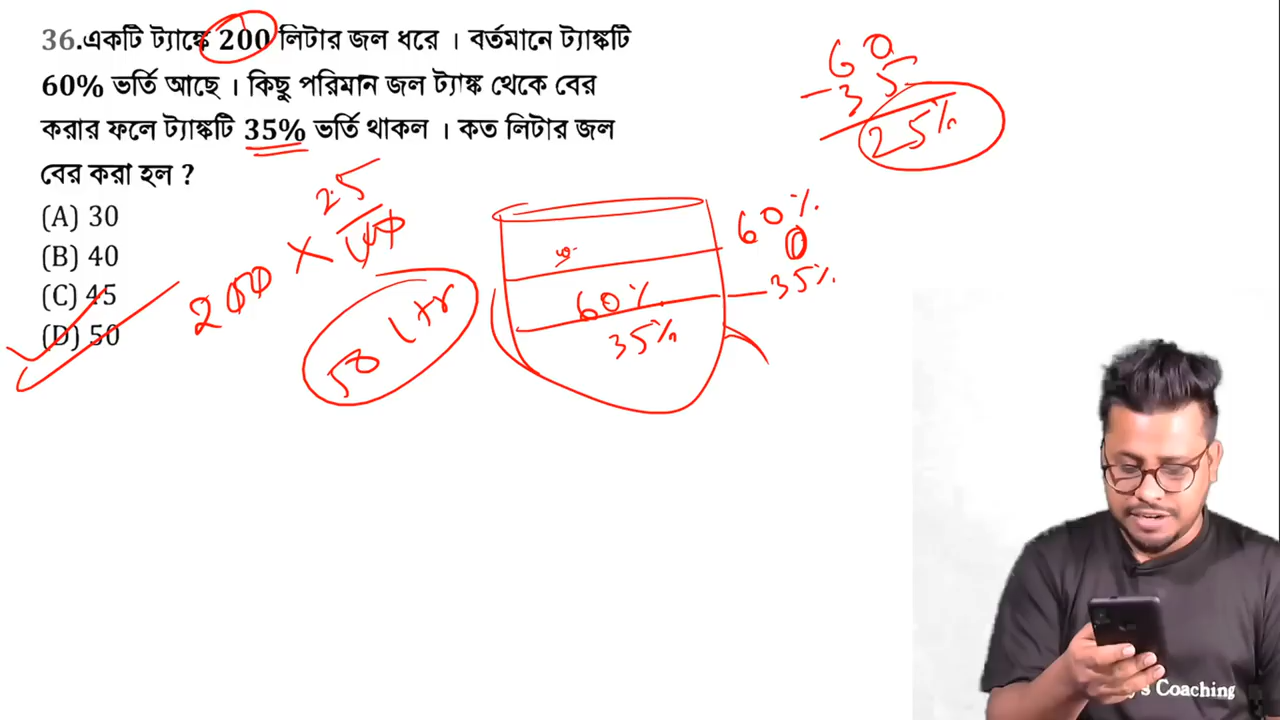 36.একটি ট্যাঙ্কে 200 লিটার জল ধরে । বর্তমানে ট্যাঙ্কটি
60% ভর্তি আছে । কিছু পরিমান জল ট্যাঙ্ক থেকে বের
করার ফলে ট্যাঙ্কটি 35% ভর্তি থাকল । কত লিটার জল
বের করা হল ?
(A) 30
(B) 40
(C) 45
(D) 50
200 × 25/100
50 Ltr
60%
35%
60%
0
35%
60
- 35
25%
y's Coaching